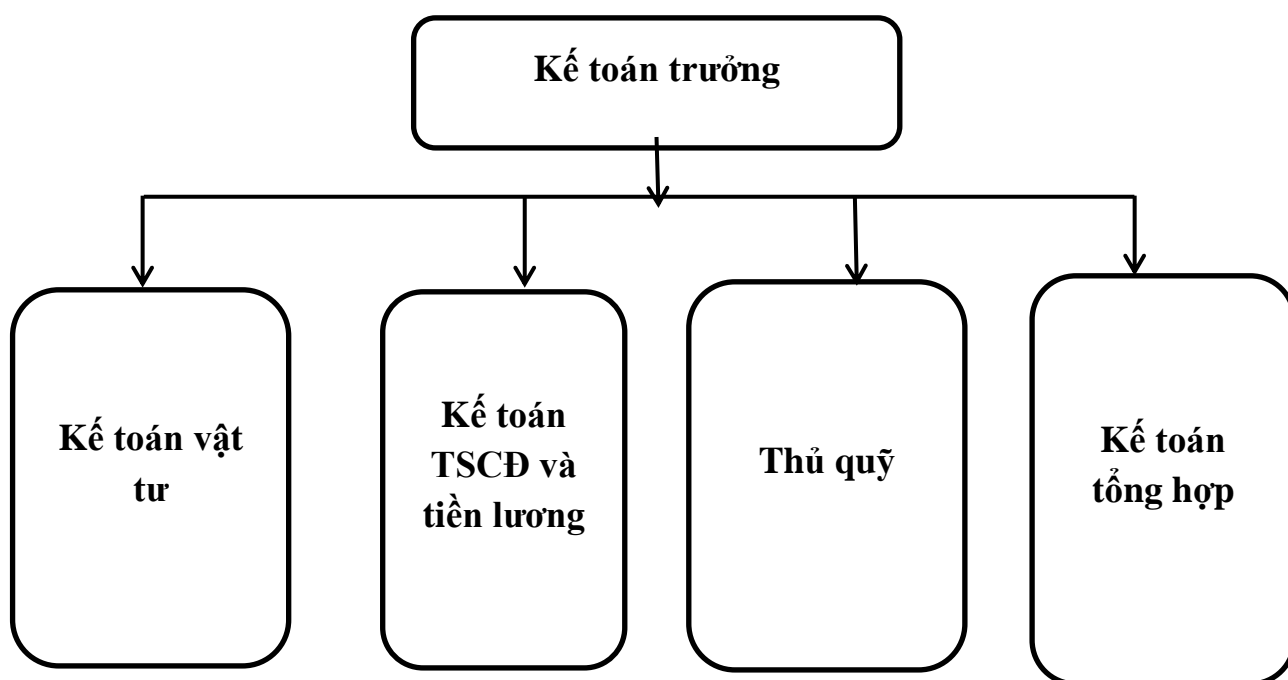 Kế toán trưởng
Kế toán vật
tư
Kế toán
TSCĐ và
tiền lương
Thủ quỹ
Kế toán
tổng hợp